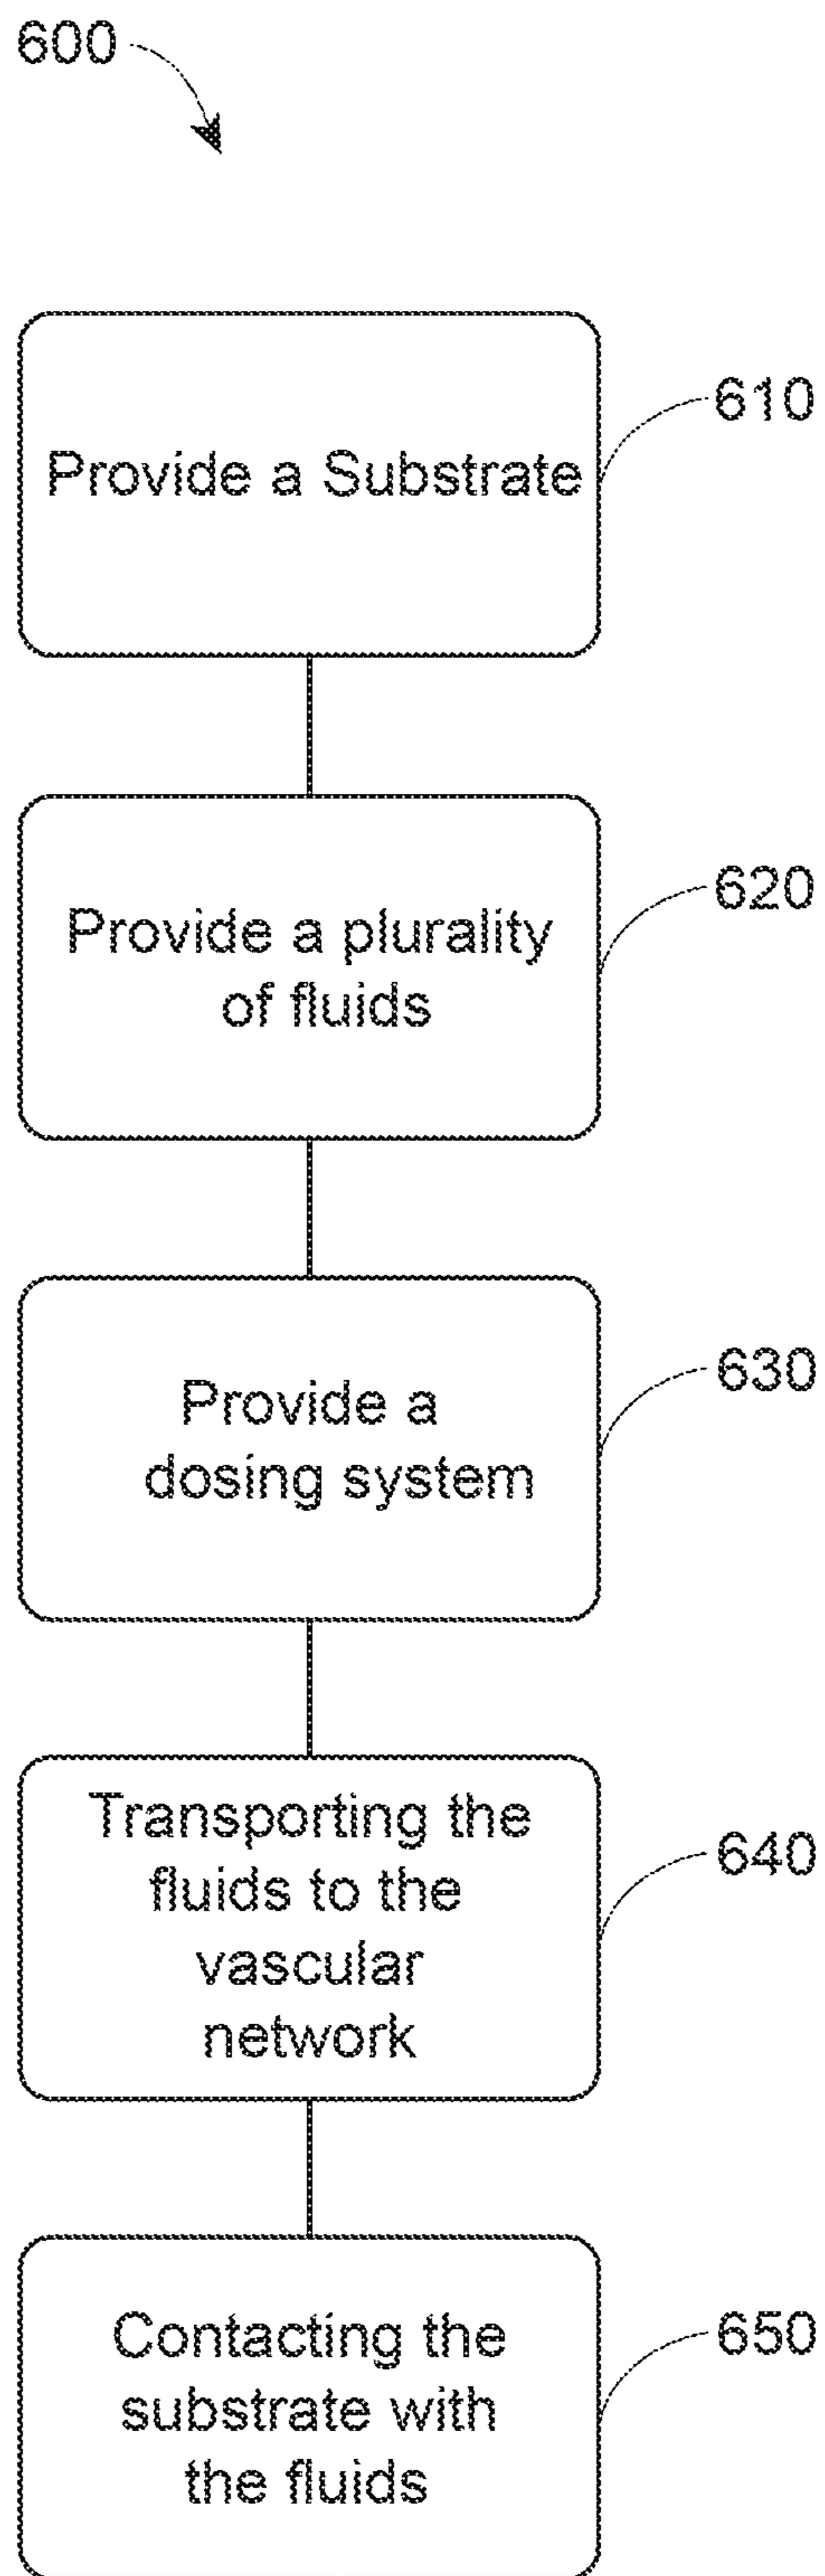 600
Provide a Substrate
610
Provide a plurality
of fluids
620
Provide a
dosing system
630
Transporting the
fluids to the
vascular
network
640
Contacting the
substrate with
the fluids
650